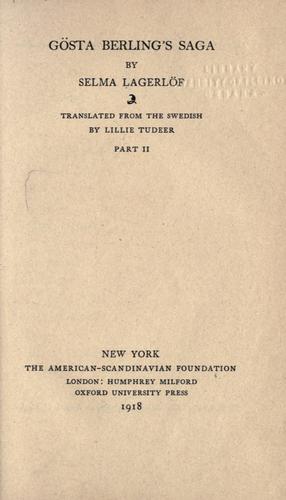 GÖSTA BERLING'S SAGA
BY
SELMA LAGERLÖF
TRANSLATED FROM THE SWEDISH
BY LILLIE TUDEER
PART II
NEW YORK
THE AMERICAN-SCANDINAVIAN FOUNDATION
LONDON: HUMPHREY MILFORD
OXFORD UNIVERSITY PRESS
1918